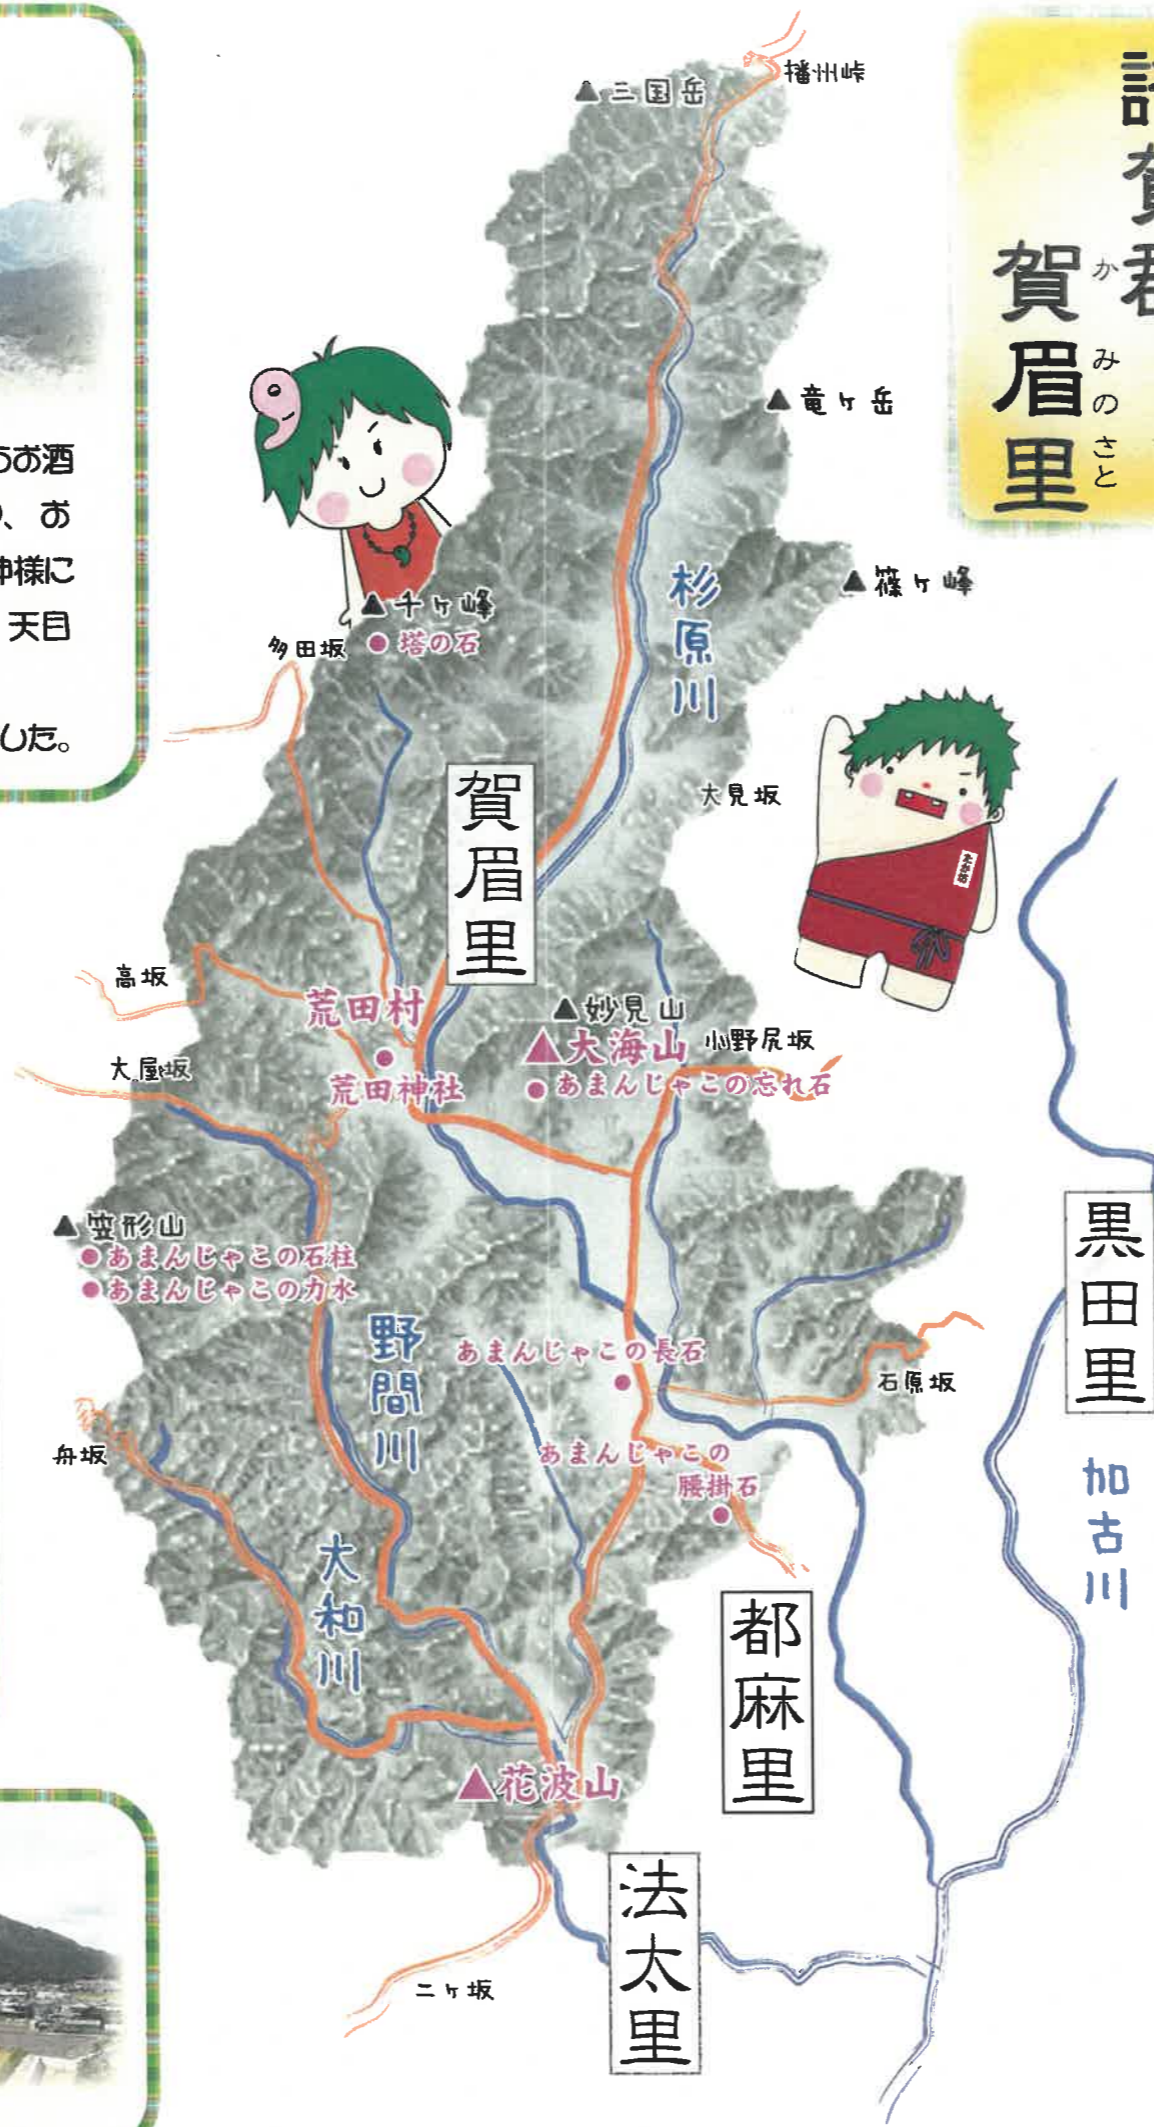 賀郡
賀眉里
か
みのさと
うお酒
、お
神様に
天目
した。
播州峠
▲三国岳
▲竜ヶ岳
▲篠ヶ峰
杉原川
▲千ヶ峰
●塔の石
多田坂
大見坂
賀眉里
高坂
荒田村
荒田神社
▲妙見山
▲大海山
小野尻坂
●あまんじゃこの忘れ石
大屋坂
▲笠形山
●あまんじゃこの石柱
●あまんじゃこの力水
黒田里
野間川
あまんじゃこの長石
石原坂
舟坂
あまんじゃこの
腰掛石
加古川
大和川
都麻里
▲花波山
法太里
二ヶ坂